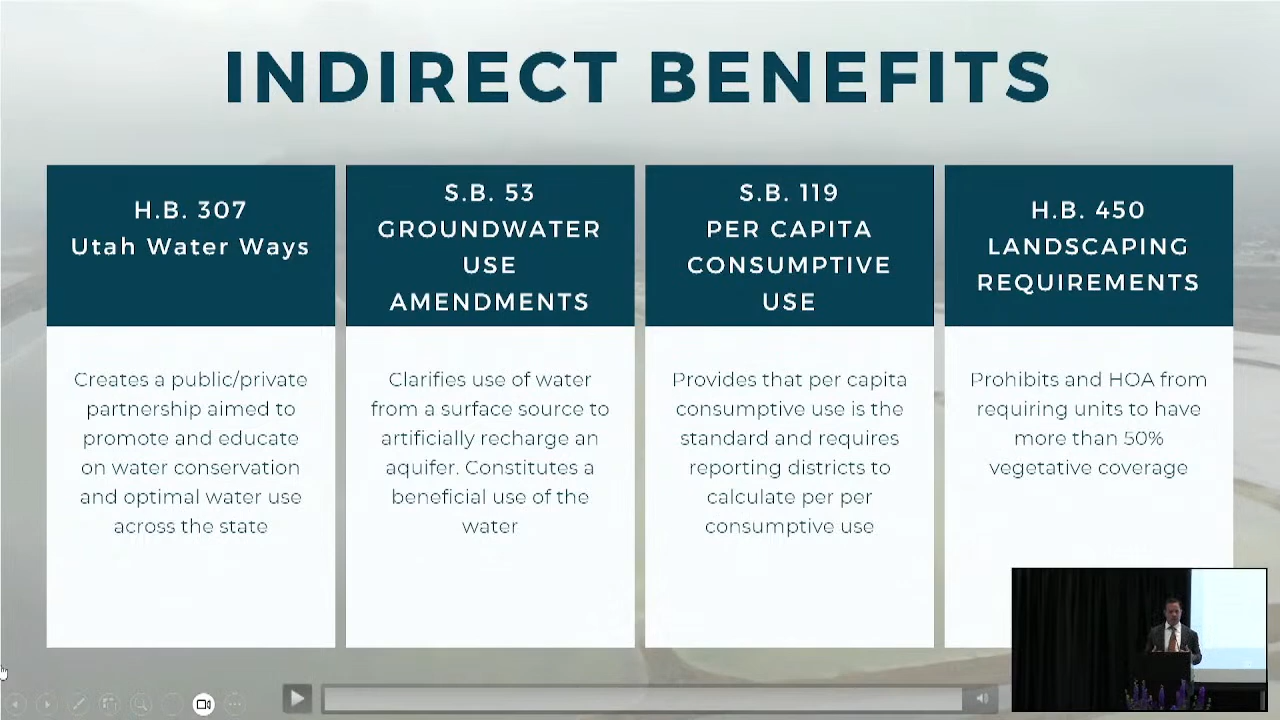 INDIRECT BENEFITS
H.B. 307
Utah Water Ways
Creates a public/private
partnership aimed to
promote and educate
on water conservation
and optimal water use
across the state
S.B. 53
GROUNDWATER
USE
AMENDMENTS
Clarifies use of water
from a surface source to
artificially recharge an
aquifer. Constitutes a
beneficial use of the
water
S.B. 119
PER CAPITA
CONSUMPTIVE
USE
Provides that per capita
consumptive use is the
standard and requires
reporting districts to
calculate per per
consumptive use
H.B. 450
LANDSCAPING
REQUIREMENTS
Prohibits and HOA from
requiring units to have
more than 50%
vegetative coverage